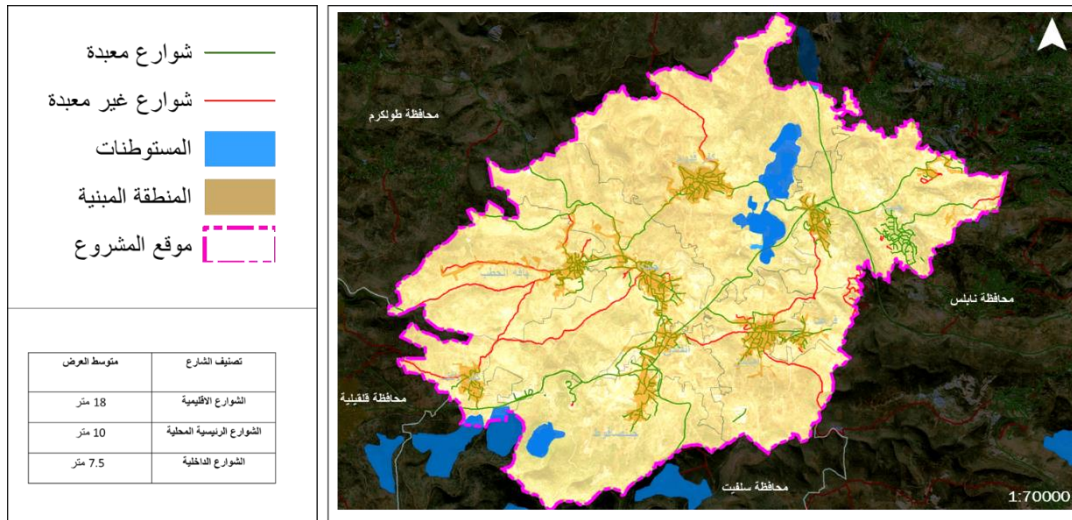 شوارع معبدة
شوارع غير معبدة
المستوطنات
المنطقة المبنية
موقع المشروع
تصنيف الشارع متوسط العرض
الشوارع الاقليمية 18 متر
الشوارع الرئيسية المحلية 10 متر
الشوارع الداخلية 7.5 متر
محافظة طولكرم
باقة الحطب
محافظة نابلس
محافظة قلقيلية
محافظة سلفيت
1:70000